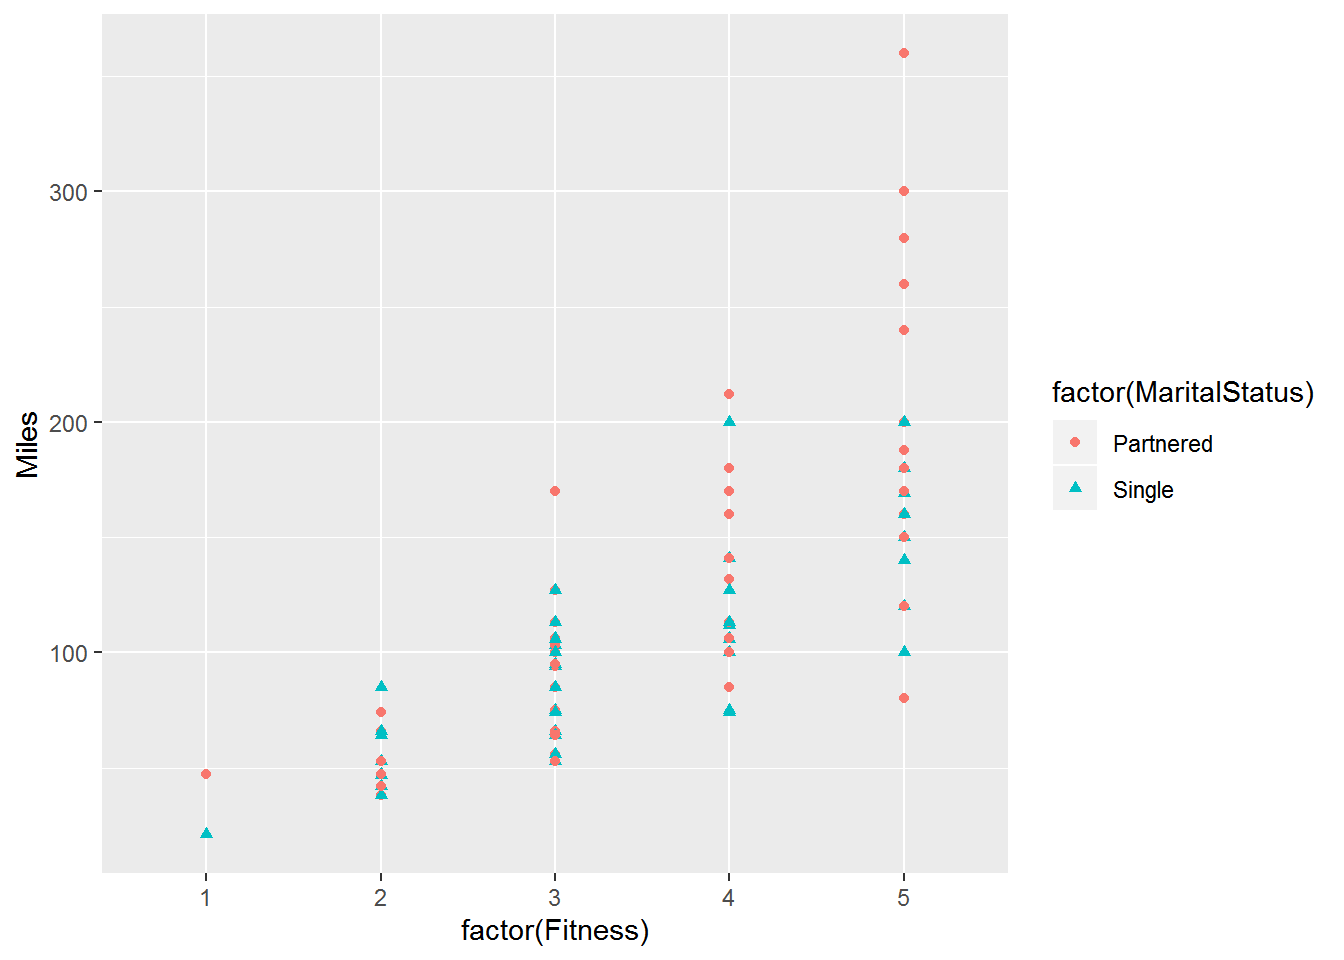 300
200
100
Miles
1 2 3 4 5
factor(Fitness)
factor(MaritalStatus)
Partnered
Single